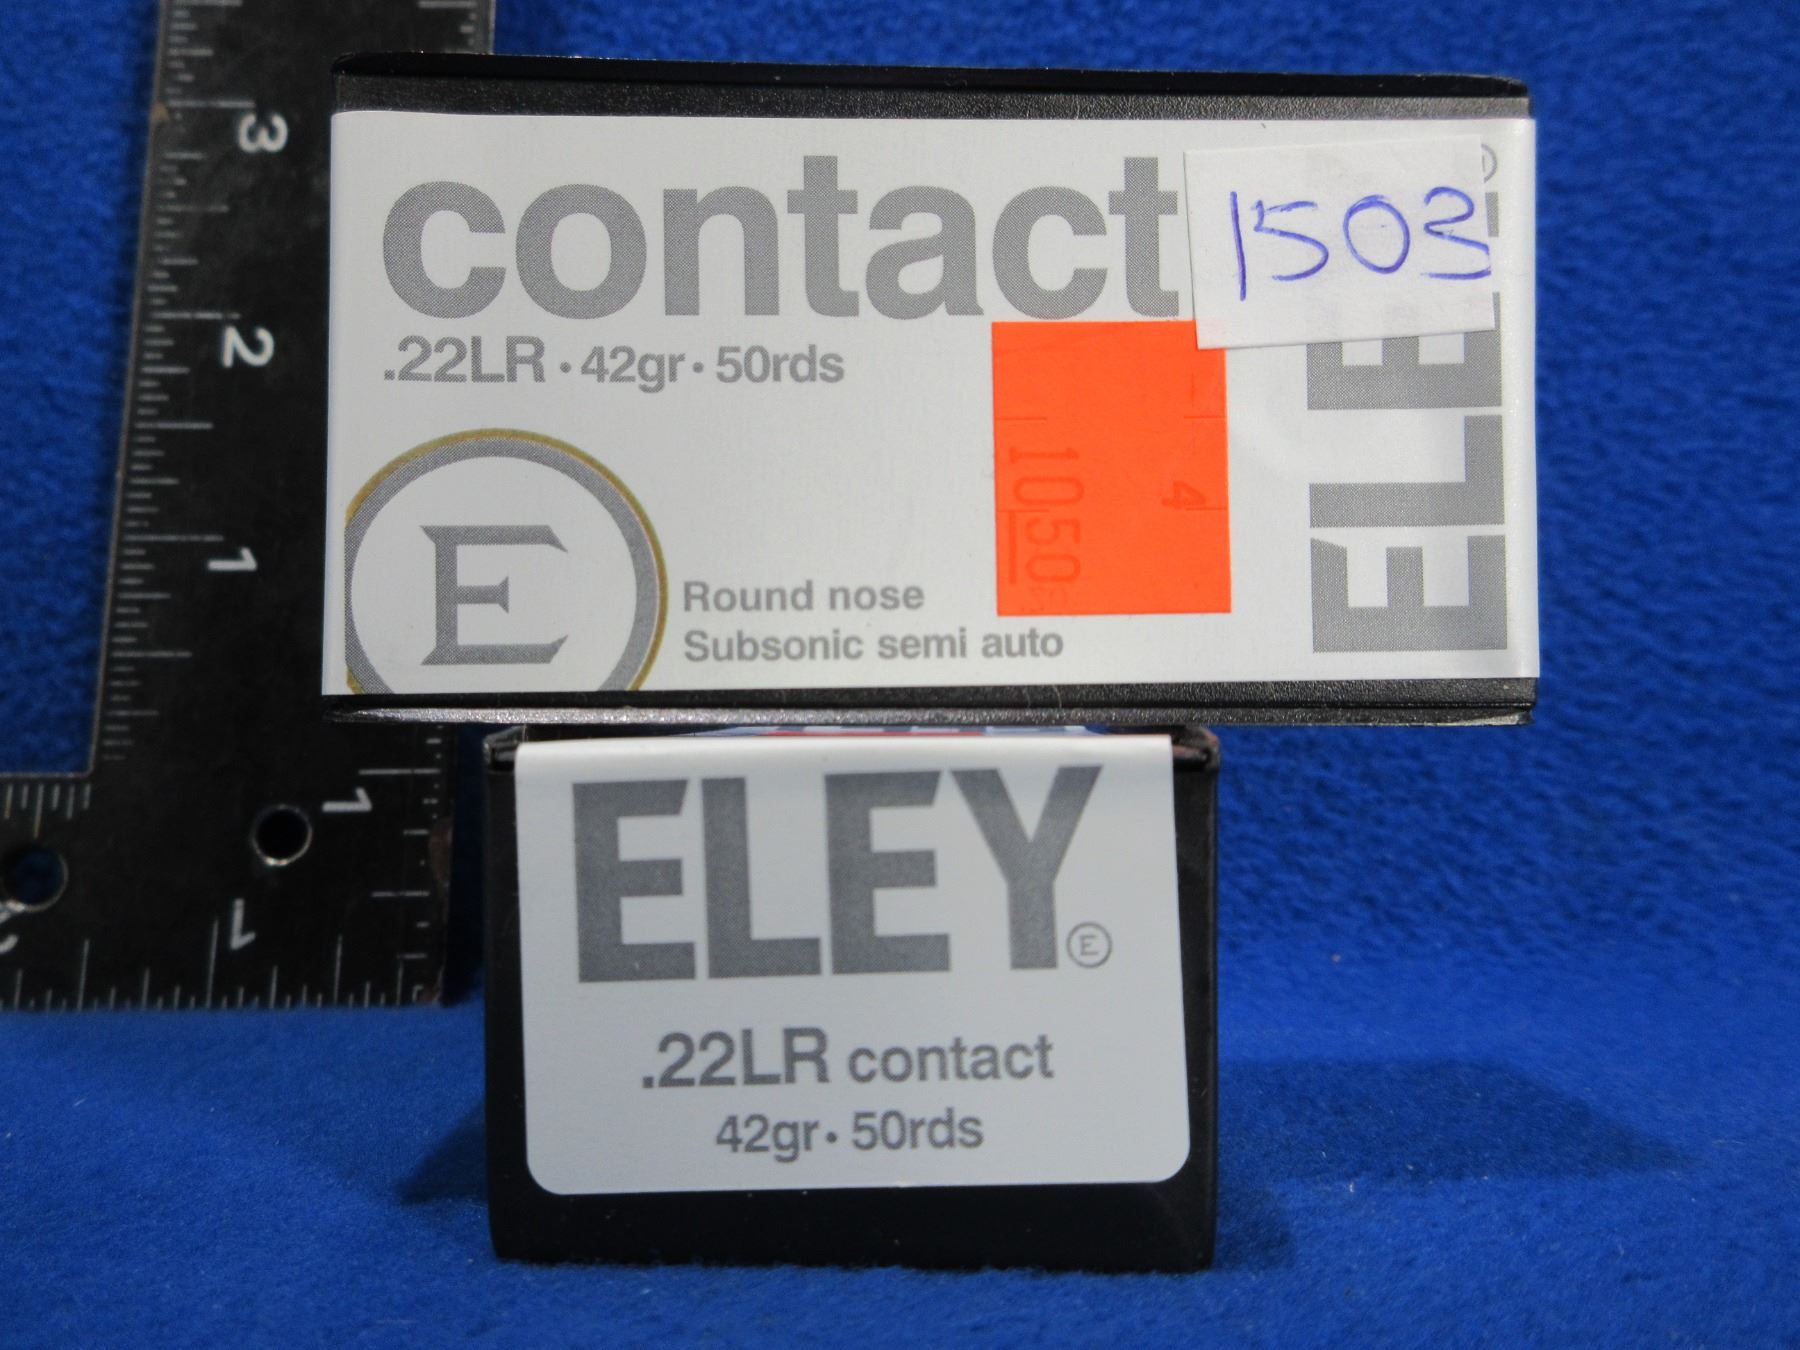 3
2
1
1
1
contact
1503
.22LR · 42gr · 50rds
10
50
4
E
Round nose
Subsonic semi auto
ELEY
.22LR contact
42gr · 50rds